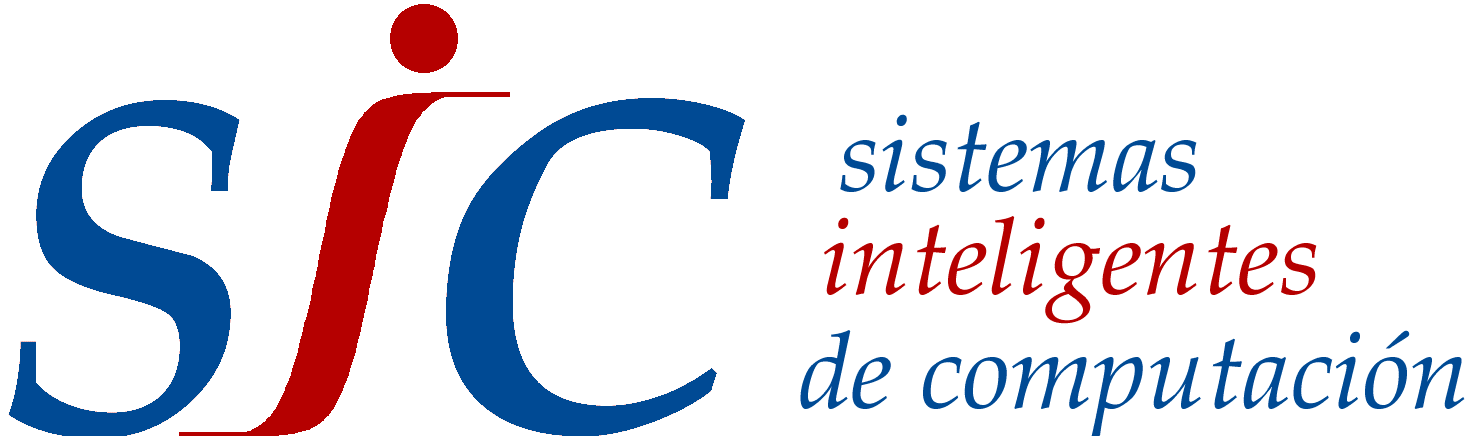 sic
sistemas
inteligentes
de computación